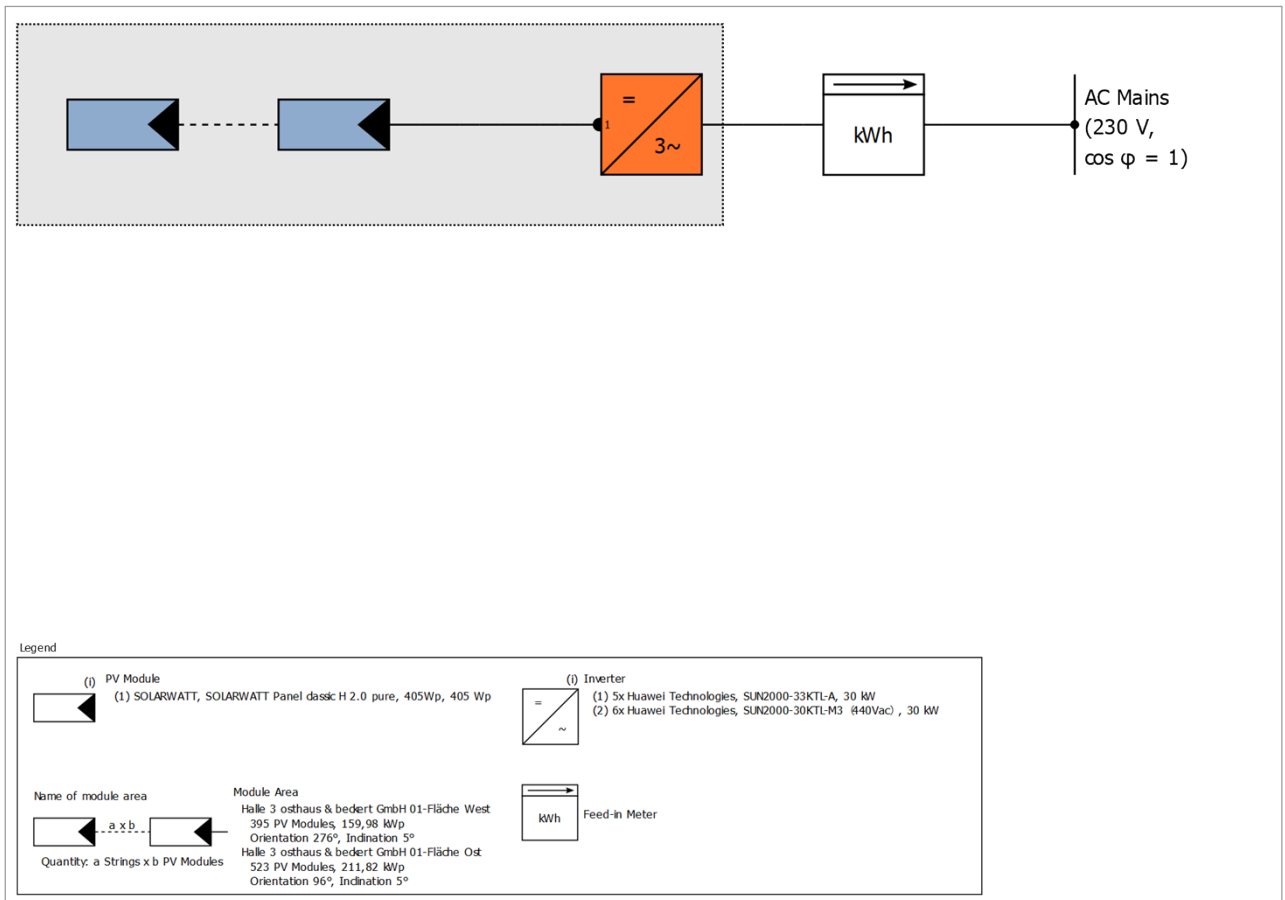 =
1
3~
kWh
AC Mains
(230 V,
cos φ = 1)
Legend
(i) PV Module
(1) SOLARWATT, SOLARWATT Panel classic H 2.0 pure, 405Wp, 405 Wp
(i) Inverter
=
~
(1) 5x Huawei Technologies, SUN2000-33KTL-A, 30 kW
(2) 6x Huawei Technologies, SUN2000-30KTL-M3 (440Vac) , 30 kW
Name of module area
a x b
Quantity: a Strings x b PV Modules
Module Area
Halle 3 osthaus & beckert GmbH 01-Fläche West
395 PV Modules, 159,98 kWp
Orientation 276°, Inclination 5°
Halle 3 osthaus & beckert GmbH 01-Fläche Ost
523 PV Modules, 211,82 kWp
Orientation 96°, Inclination 5°
kWh
Feed-in Meter